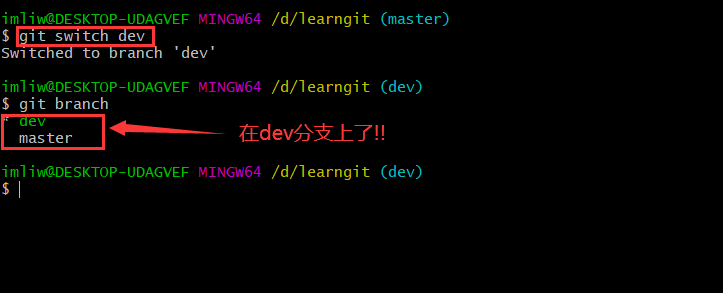 imliw@DESKTOP-UDAGVEF MINGW64 /d/learngit (master)
$ git switch dev
Switched to branch 'dev'
imliw@DESKTOP-UDAGVEF MINGW64 /d/learngit (dev)
$ git branch
* dev
master
在dev分支上了!!
imliw@DESKTOP-UDAGVEF MINGW64 /d/learngit (dev)
$